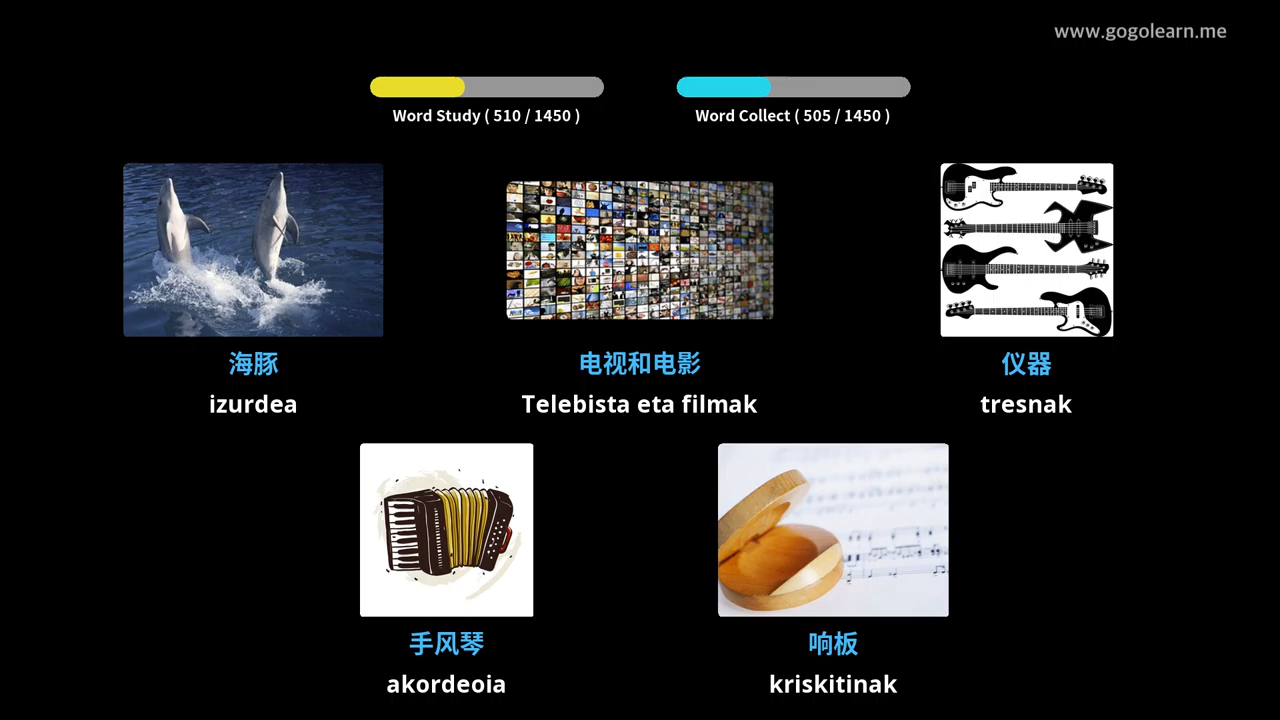 www.gogolearn.me
Word Study ( 510 / 1450 )
Word Collect ( 505 / 1450 )
海豚
电视和电影
仪器
izurdea
Telebista eta filmak
tresnak
手风琴
响板
akordeoia
kriskitinak